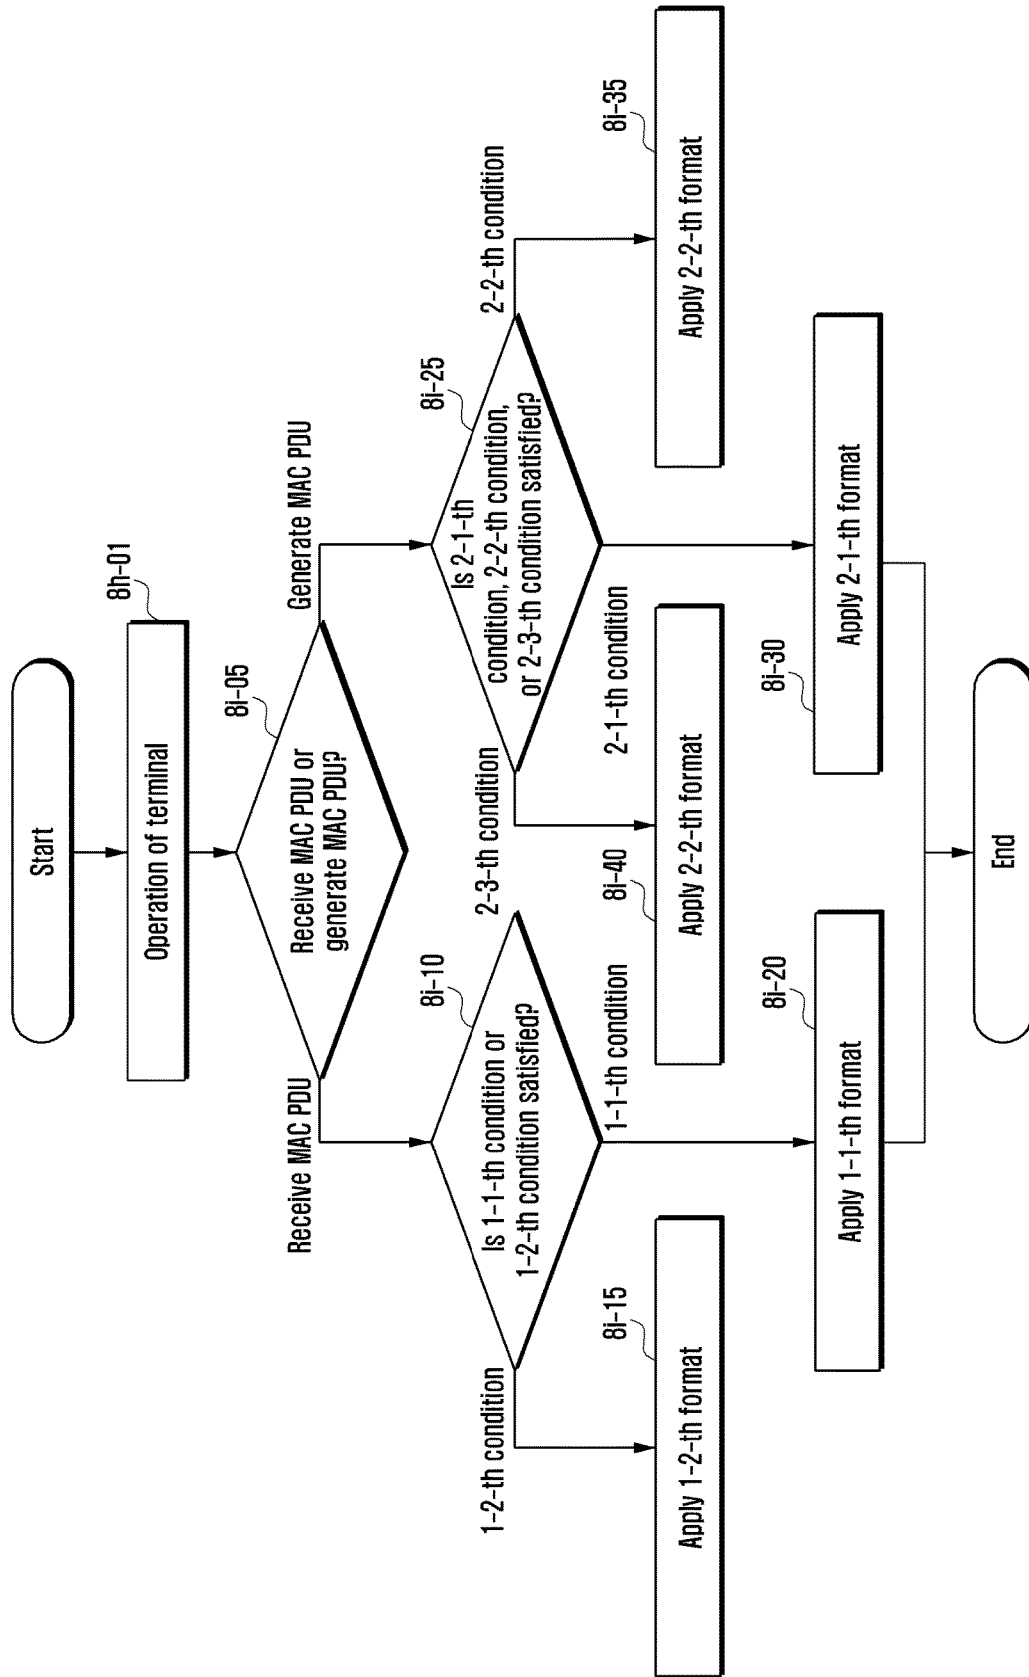 Start
Operation of terminal
8h-01
Receive MAC PDU or
generate MAC PDU?
8i-05
Receive MAC PDU
Generate MAC PDU
Is 1-1-th condition or
1-2-th condition satisfied?
8i-10
Is 2-1-th
condition, 2-2-th condition,
or 2-3-th condition satisfied?
8i-25
1-2-th condition
2-3-th condition
2-2-th condition
Apply 1-2-th format
8i-15
1-1-th condition
Apply 2-2-th format
8i-40
2-1-th condition
Apply 2-2-th format
8i-35
Apply 1-1-th format
8i-20
Apply 2-1-th format
8i-30
End